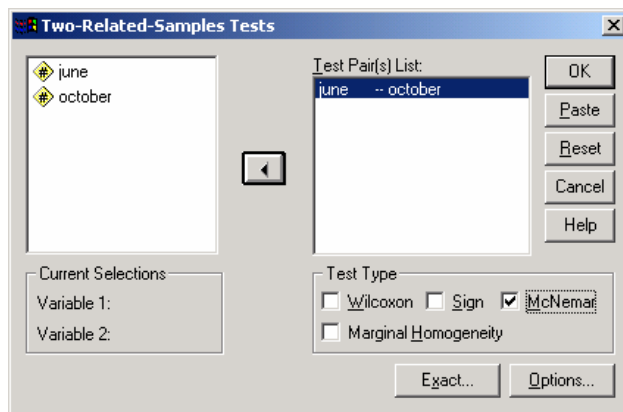 Two-Related-Samples Tests
# june
# october
Test Pair(s) List:
june -- october
OK
Paste
Reset
Cancel
Help
Current Selections
Variable 1:
Variable 2:
Test Type
Wilcoxon Sign McNemar
Marginal Homogeneity
Exact... Options...